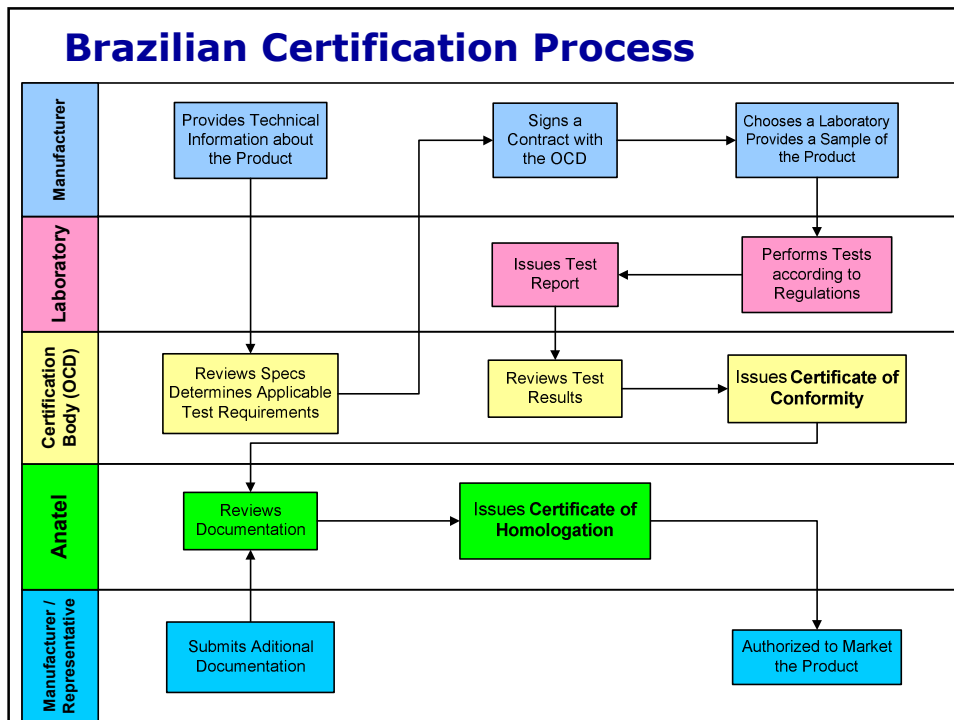 Brazilian Certification Process
Manufacturer
Provides Technical
Information about
the Product
Signs a
Contract with
the OCD
Chooses a Laboratory
Provides a Sample of
the Product
Laboratory
Issues Test
Report
Performs Tests
according to
Regulations
Certification
Body (OCD)
Reviews Specs
Determines Applicable
Test Requirements
Reviews Test
Results
Issues Certificate of
Conformity
Anatel
Reviews
Documentation
Issues Certificate of
Homologation
Manufacturer /
Representative
Submits Aditional
Documentation
Authorized to Market
the Product